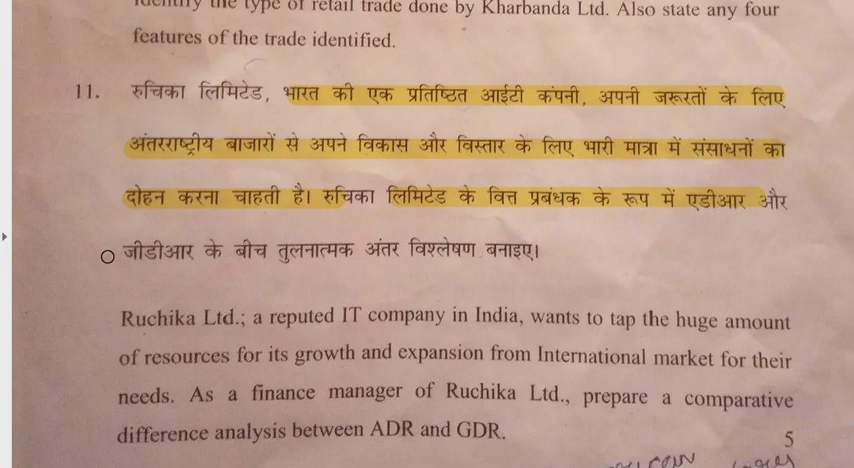 Identify the type of retail trade done by Kharbanda Ltd. Also state any four
features of the trade identified.
11. रुचिका लिमिटेड, भारत की एक प्रतिष्ठित आईटी कंपनी, अपनी जरूरतों के लिए
अंतरराष्ट्रीय बाजारों से अपने विकास और विस्तार के लिए भारी मात्रा में संसाधनों का
दोहन करना चाहती है। रुचिका लिमिटेड के वित्त प्रबंधक के रूप में एडीआर और
जीडीआर के बीच तुलनात्मक अंतर विश्लेषण बनाइए।
Ruchika Ltd.; a reputed IT company in India, wants to tap the huge amount
of resources for its growth and expansion from International market for their
needs. As a finance manager of Ruchika Ltd., prepare a comparative
difference analysis between ADR and GDR.
5